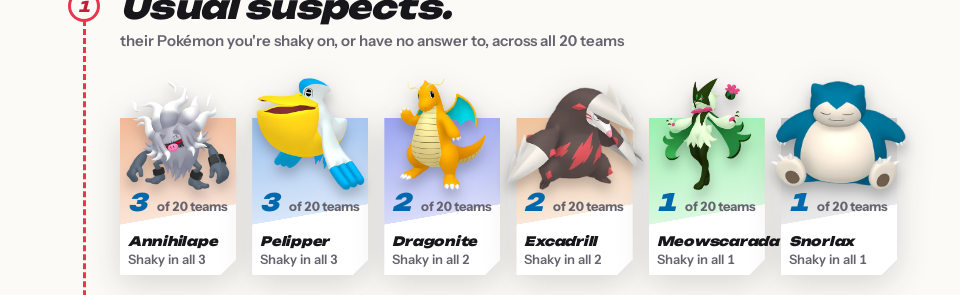 1
Usual suspects.
their Pokémon you're shaky on, or have no answer to, across all 20 teams
3 of 20 teams
Annihilape
Shaky in all 3
3 of 20 teams
Pelipper
Shaky in all 3
2 of 20 teams
Dragonite
Shaky in all 2
2 of 20 teams
Excadrill
Shaky in all 2
1 of 20 teams
Meowscarada
Shaky in all 1
1 of 20 teams
Snorlax
Shaky in all 1